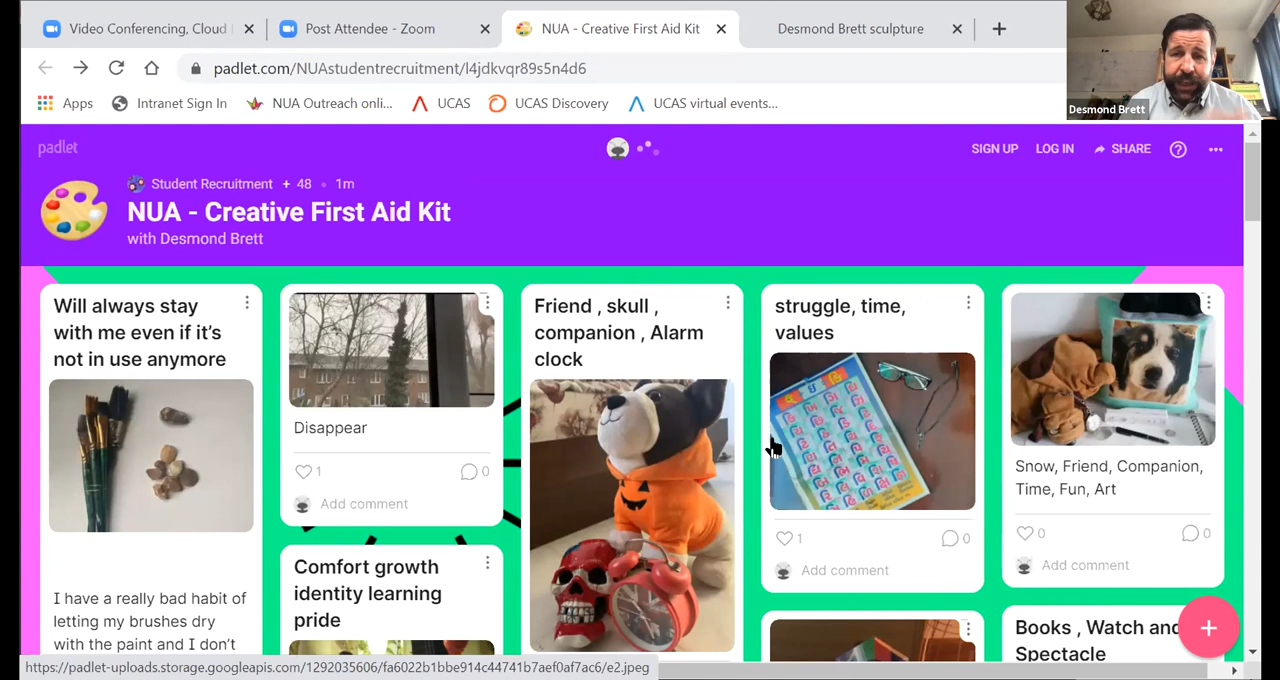 Video Conferencing, Cloud
Post Attendee - Zoom
NUA - Creative First Aid Kit
Desmond Brett sculpture
padlet.com/NUAstudentrecruitment/l4jdkvqr89s5n4d6
Apps
Intranet Sign In
NUA Outreach onli...
UCAS
UCAS Discovery
UCAS virtual events...
Desmond Brett
padlet
SIGN UP
LOG IN
SHARE
Student Recruitment + 48 • 1m
NUA - Creative First Aid Kit
with Desmond Brett
Will always stay
with me even if it's
not in use anymore
I have a really bad habit of
letting my brushes dry
with the paint and I don't
Disappear
1
0
Add comment
Comfort growth
identity learning
pride
Friend , skull ,
companion , Alarm
clock
struggle, time,
values
1
0
Add comment
Snow, Friend, Companion,
Time, Fun, Art
0
0
Add comment
Books , Watch and
Spectacle
https://padlet-uploads.storage.googleapis.com/1292035606/fa6022b1bbe914c44741b7aef0af7ac6/e2.jpeg